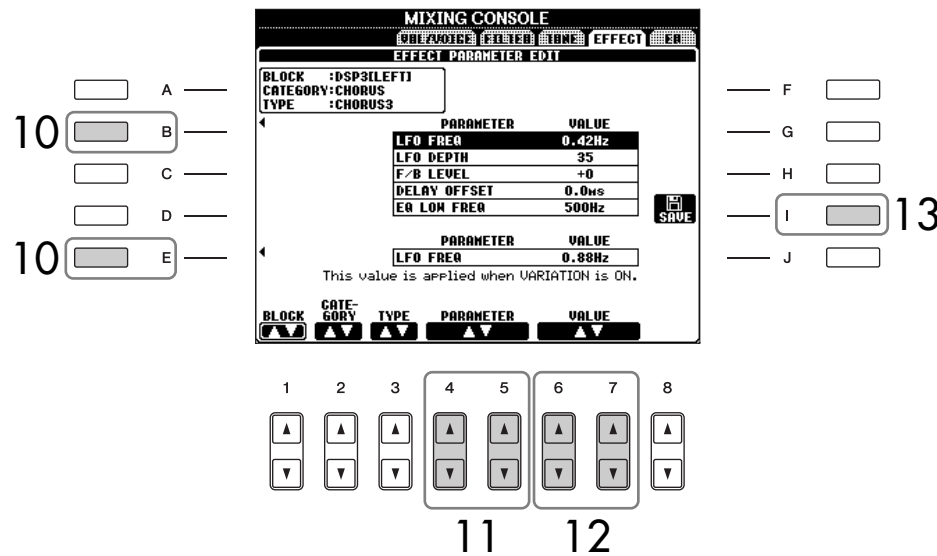 MIXING CONSOLE
VOL/VOICE FILTER TUNE EFFECT EQ
EFFECT PARAMETER EDIT
BLOCK :DSP3[LEFT]
CATEGORY:CHORUS
TYPE :CHORUS3
PARAMETER VALUE
LFO FREQ 0.42Hz
LFO DEPTH 35
F/B LEVEL +0
DELAY OFFSET 0.0ms
EQ LOW FREQ 500Hz
SAVE
PARAMETER VALUE
LFO FREQ 0.88Hz
This value is applied when VARIATION is ON.
BLOCK CATE-GORY TYPE PARAMETER VALUE
A
10 B
C
D
10 E
F
G
H
I 13
J
1 2 3 4 5 6 7 8
11 12